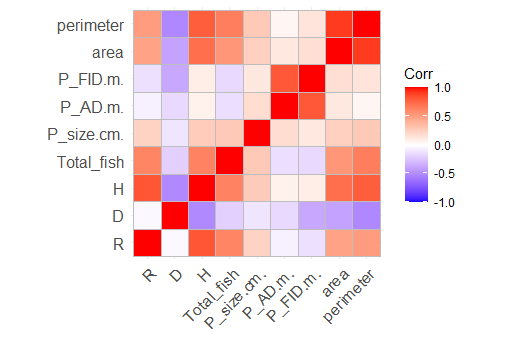 perimeter
area
P_FID.m.
P_AD.m.
P_size.cm.
Total_fish
H
D
R
R
D
H
Total_fish
P_size.cm.
P_AD.m.
P_FID.m.
area
perimeter
Corr
1.0
0.5
0.0
-0.5
-1.0